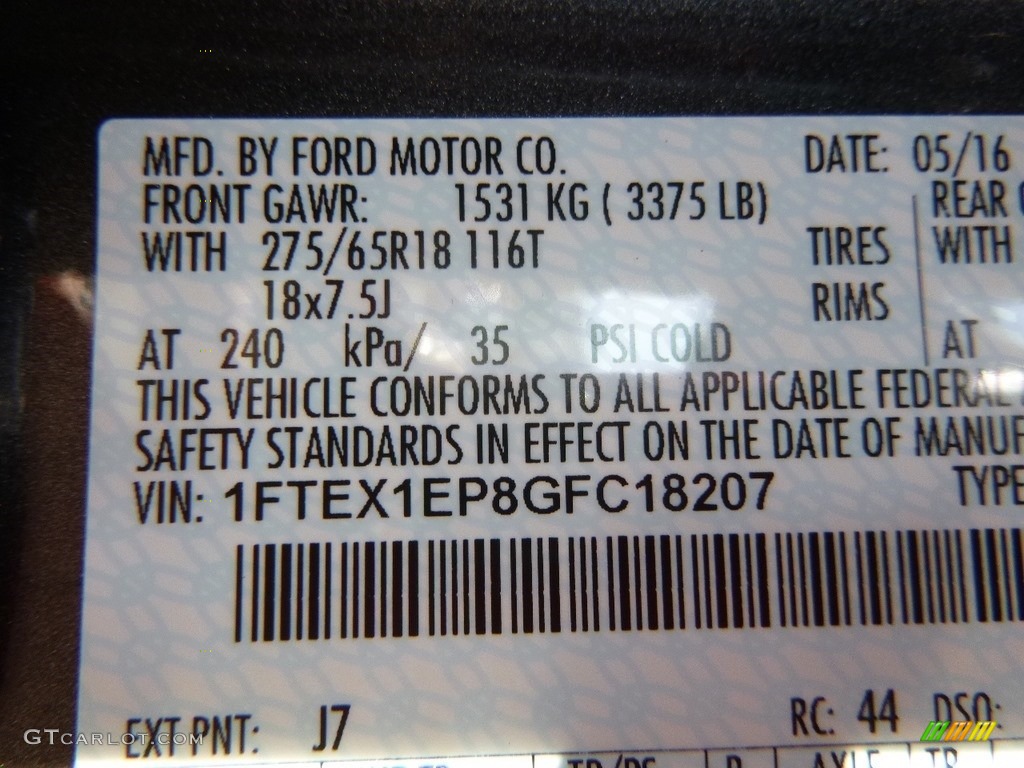 MFD. BY FORD MOTOR CO. DATE: 05/16
FRONT GAWR: 1531 KG ( 3375 LB) REAR
WITH 275/65R18 116T TIRES WITH
18x7.5J RIMS
AT 240 kPa/ 35 PSI COLD AT
THIS VEHICLE CONFORMS TO ALL APPLICABLE FEDERAL
SAFETY STANDARDS IN EFFECT ON THE DATE OF MANUF
VIN: 1FTEX1EP8GFC18207 TYPE
EXT PNT: J7 RC: 44 DSO:
GTcarlot.com
AXLE TR